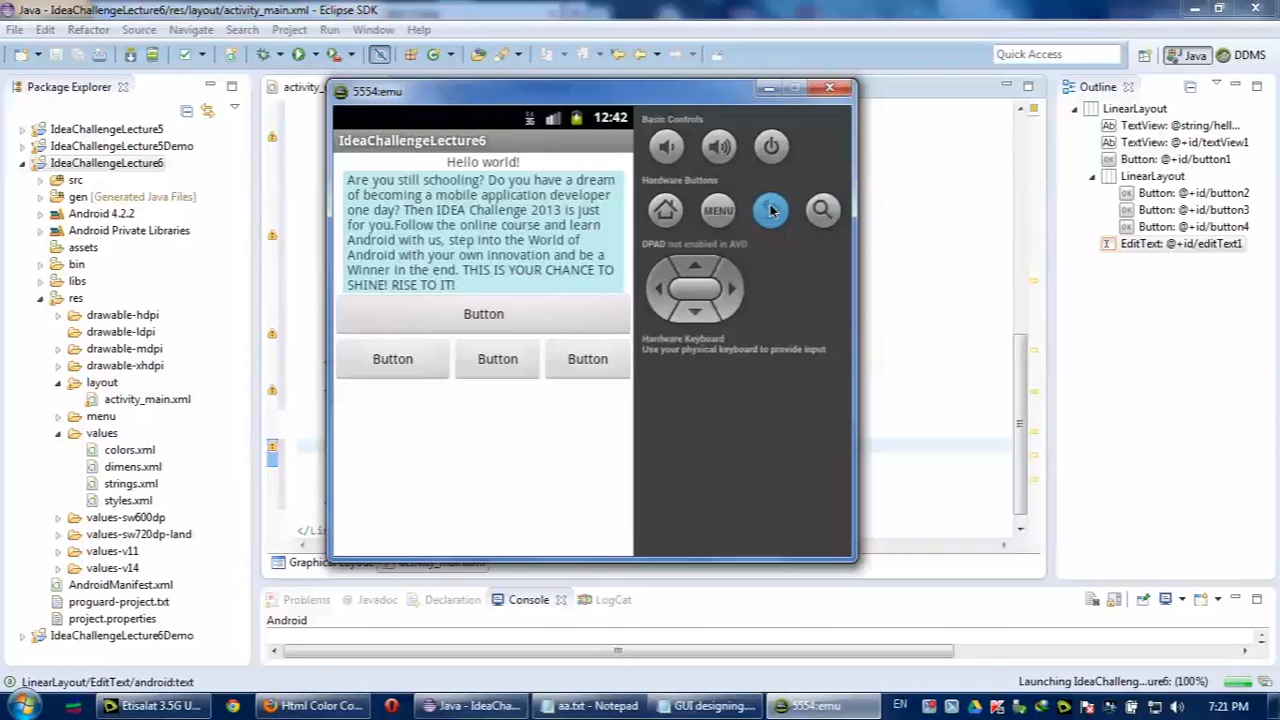 Java - IdeaChallengeLecture6/res/layout/activity_main.xml - Eclipse SDK
File Edit Refactor Source Navigate Search Project Run Window Help
Quick Access
Java
DDMS
Package Explorer
IdeaChallengeLecture5
IdeaChallengeLecture5Demo
IdeaChallengeLecture6
src
gen [Generated Java Files]
Android 4.2.2
Android Private Libraries
assets
bin
libs
res
drawable-hdpi
drawable-ldpi
drawable-mdpi
drawable-xhdpi
layout
activity_main.xml
menu
values
colors.xml
dimens.xml
strings.xml
styles.xml
values-sw600dp
values-sw720dp-land
values-v11
values-v14
AndroidManifest.xml
proguard-project.txt
project.properties
IdeaChallengeLecture6Demo
5554:emu
12:42
IdeaChallengeLecture6
Hello world!
Are you still schooling? Do you have a dream
of becoming a mobile application developer
one day? Then IDEA Challenge 2013 is just
for you.Follow the online course and learn
Android with us, step into the World of
Android with your own innovation and be a
Winner in the end. THIS IS YOUR CHANCE TO
SHINE! RISE TO IT!
Button
Button Button Button
Basic Controls
Hardware Buttons
MENU
DPAD not enabled in AVD
Hardware Keyboard
Use your physical keyboard to provide input
Outline
LinearLayout
TextView: @string/hell...
TextView: @+id/textView1
Button: @+id/button1
LinearLayout
Button: @+id/button2
Button: @+id/button3
Button: @+id/button4
EditText: @+id/editText1
Problems Javadoc Declaration Console LogCat
Android
LinearLayout/EditText/android:text
Launching IdeaChalleng...ure6: (100%)
Etisalat 3.5G U...
Html Color Co...
Java - IdeaCha...
aa.txt - Notepad
GUI designing...
5554:emu
EN
7:21 PM